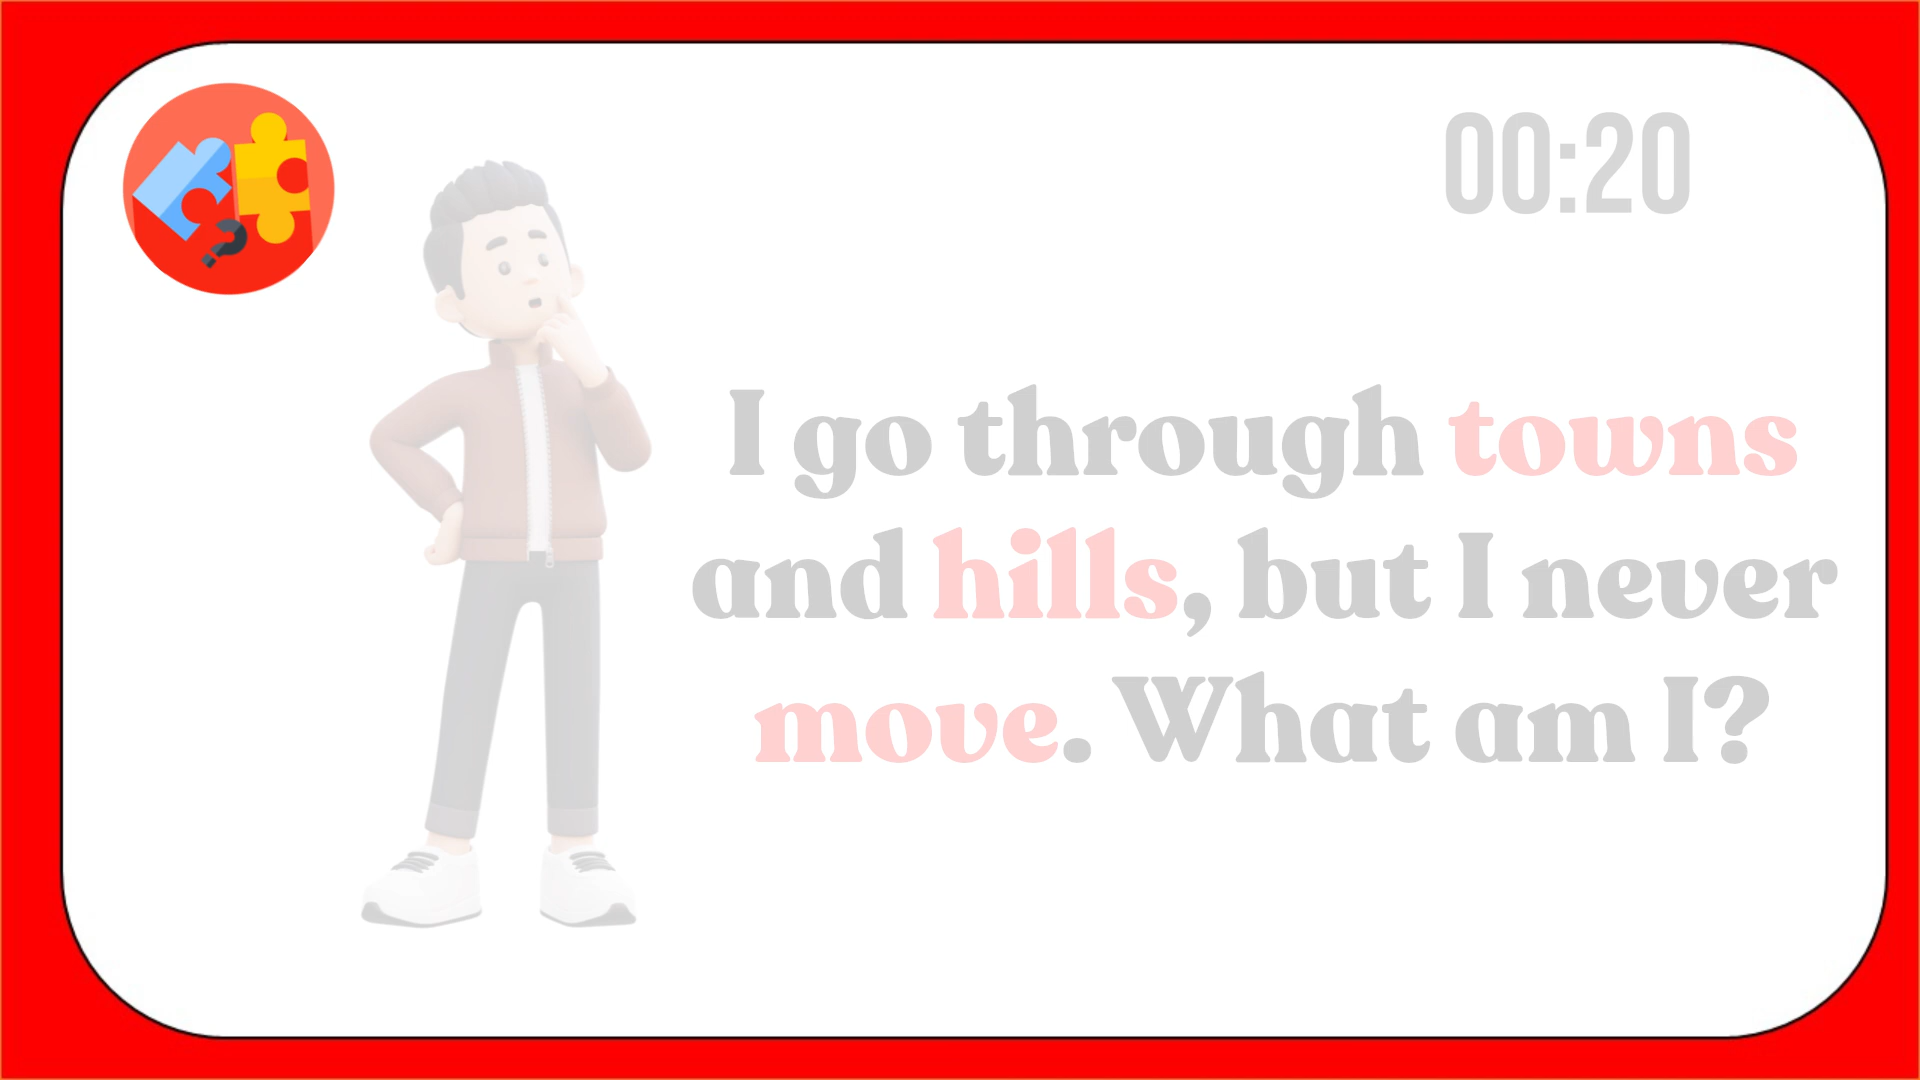 00:20
I go through towns
and hills, but I never
move. What am I?